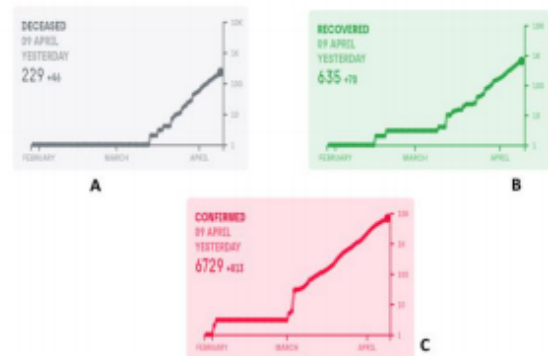 DECEASED
09 APRIL
YESTERDAY
229 +46
10K
1K
100
10
1
FEBRUARY MARCH APRIL
A
RECOVERED
09 APRIL
YESTERDAY
635 +78
10K
1K
100
10
1
FEBRUARY MARCH APRIL
B
CONFIRMED
09 APRIL
YESTERDAY
6729 +813
10K
1K
100
10
1
FEBRUARY MARCH APRIL
C